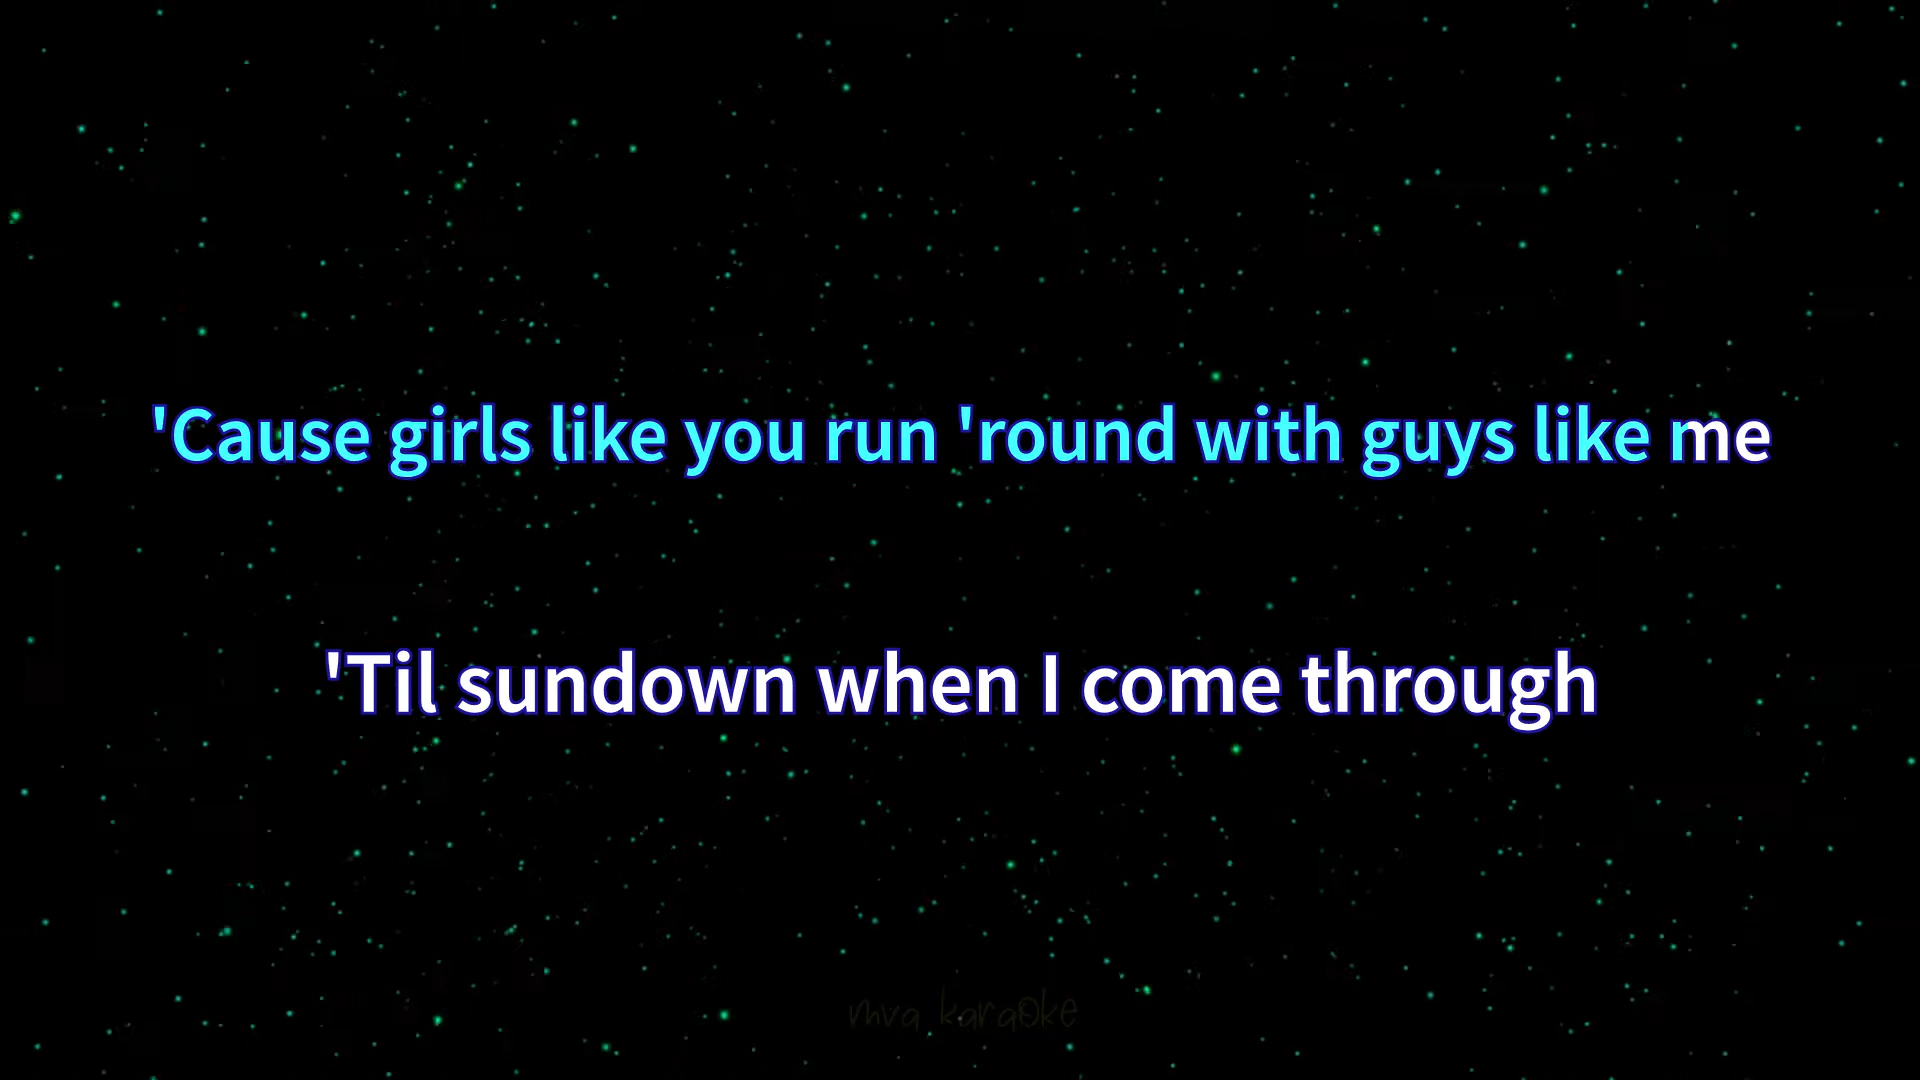 'Cause girls like you run 'round with guys like me
'Til sundown when I come through
mva karaoke